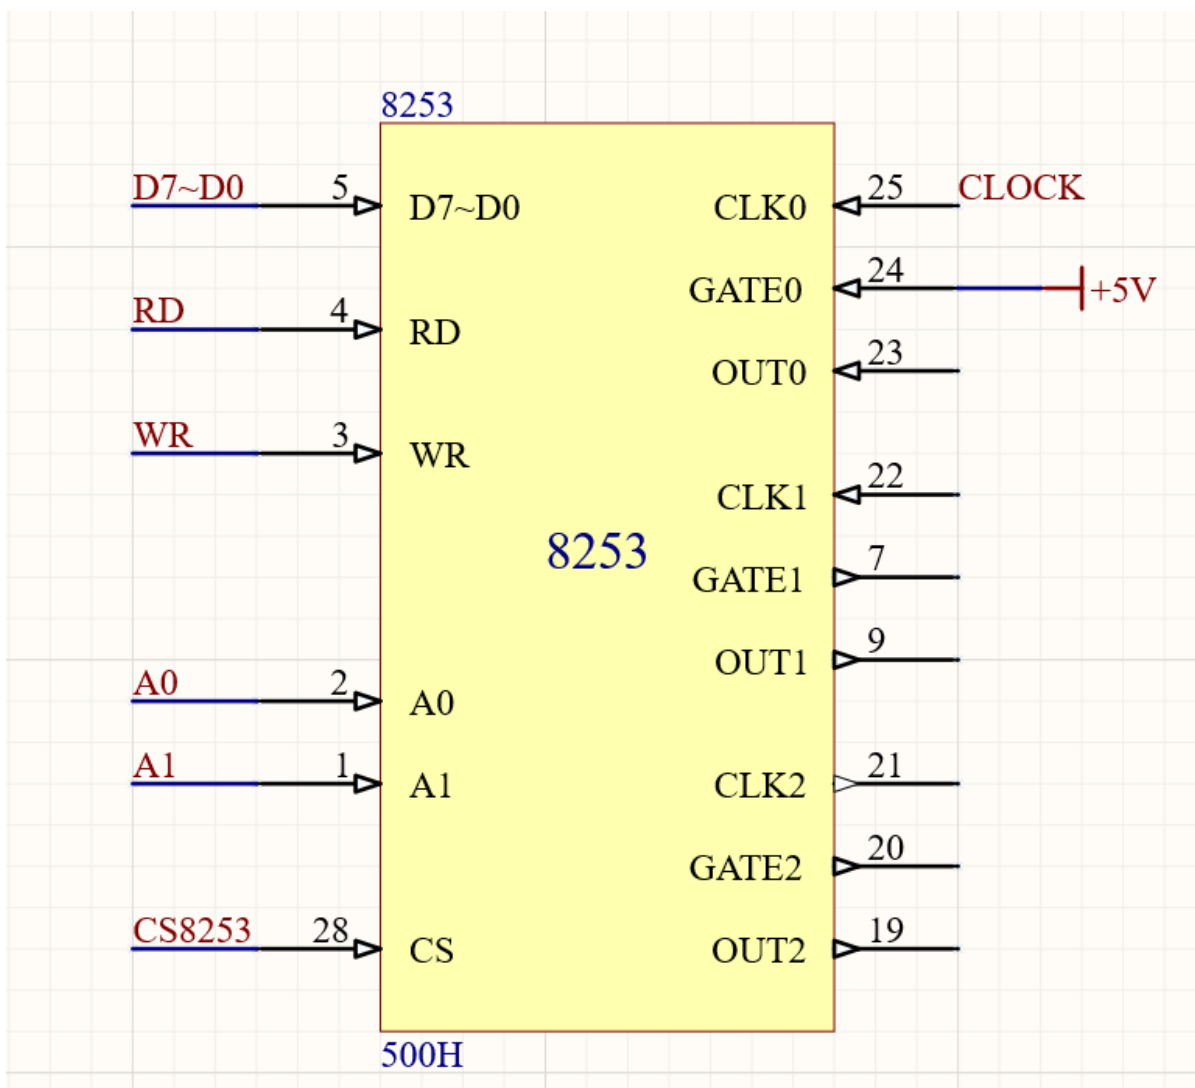 8253
D7~D0 5 D7~D0 CLK0 25 CLOCK
GATE0 24 +5V
RD 4 RD
OUT0 23
WR 3 WR
CLK1 22
8253
GATE1 7
OUT1 9
A0 2 A0
A1 1 A1 CLK2 21
GATE2 20
CS8253 28 CS OUT2 19
500H